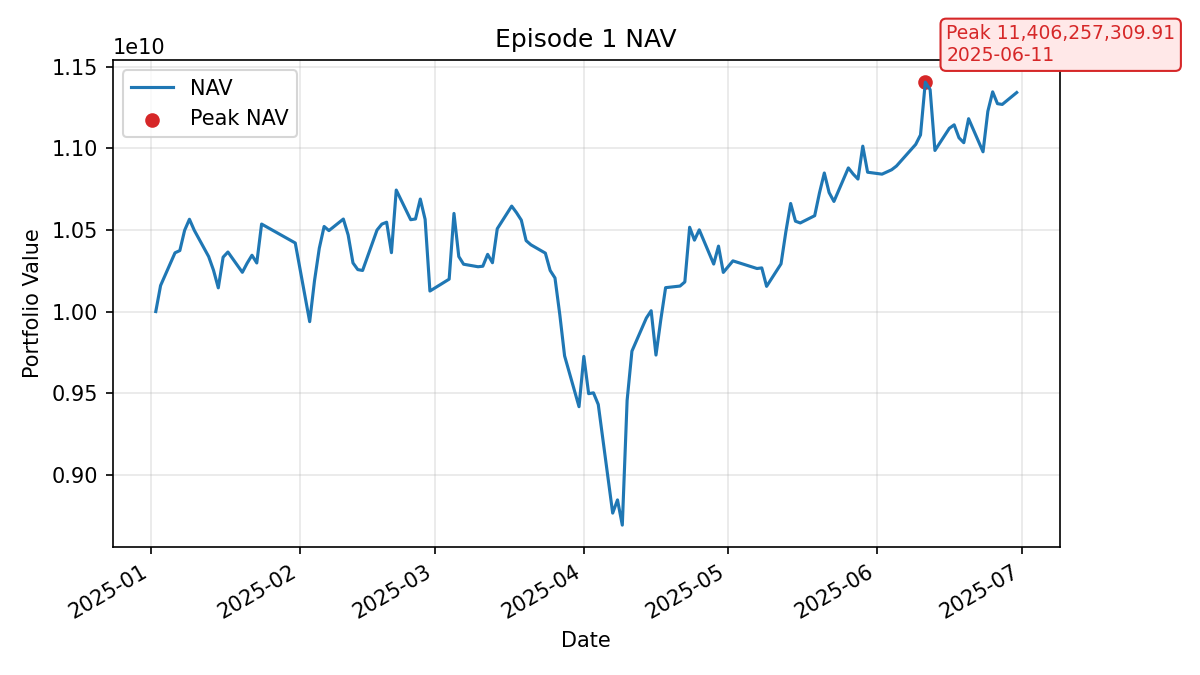 Peak 11,406,257,309.91
2025-06-11
Episode 1 NAV
1e10
NAV
Peak NAV
Portfolio Value
1.15
1.10
1.05
1.00
0.95
0.90
2025-01
2025-02
2025-03
2025-04
2025-05
2025-06
2025-07
Date